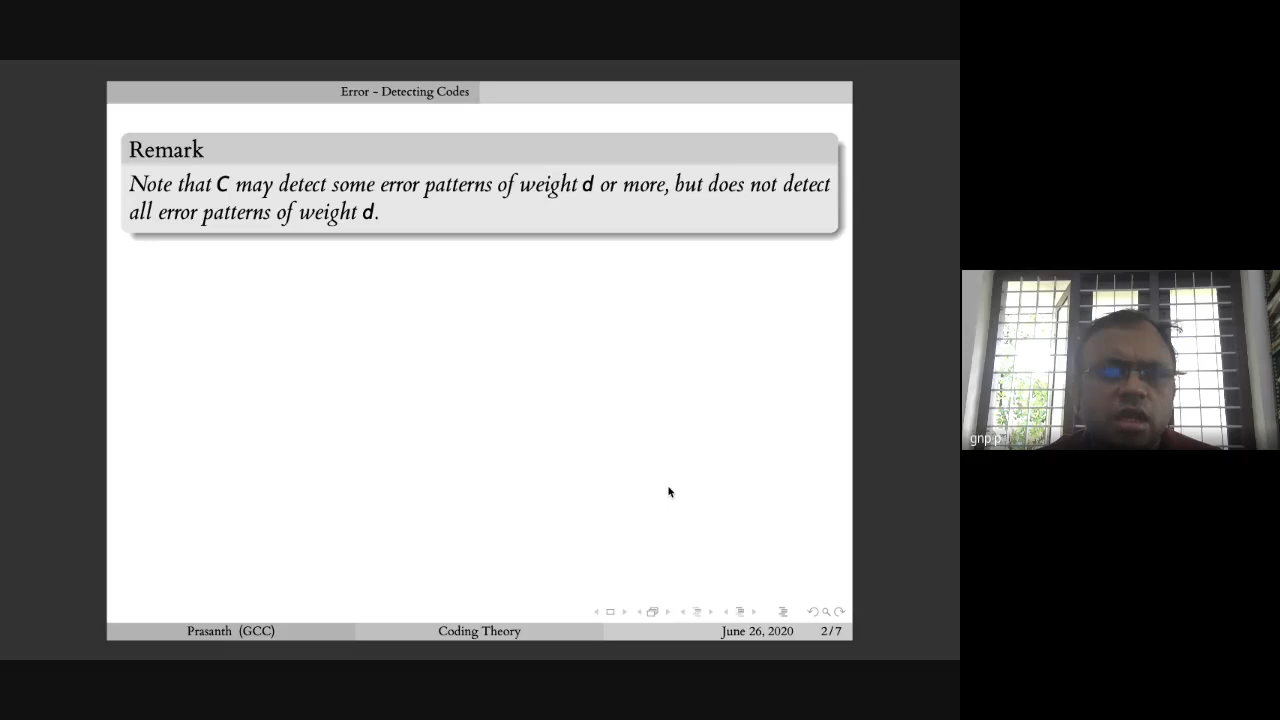 Error - Detecting Codes
Remark
Note that C may detect some error patterns of weight d or more, but does not detect
all error patterns of weight d.
Prasanth (GCC) Coding Theory June 26, 2020 2/7
gnp p